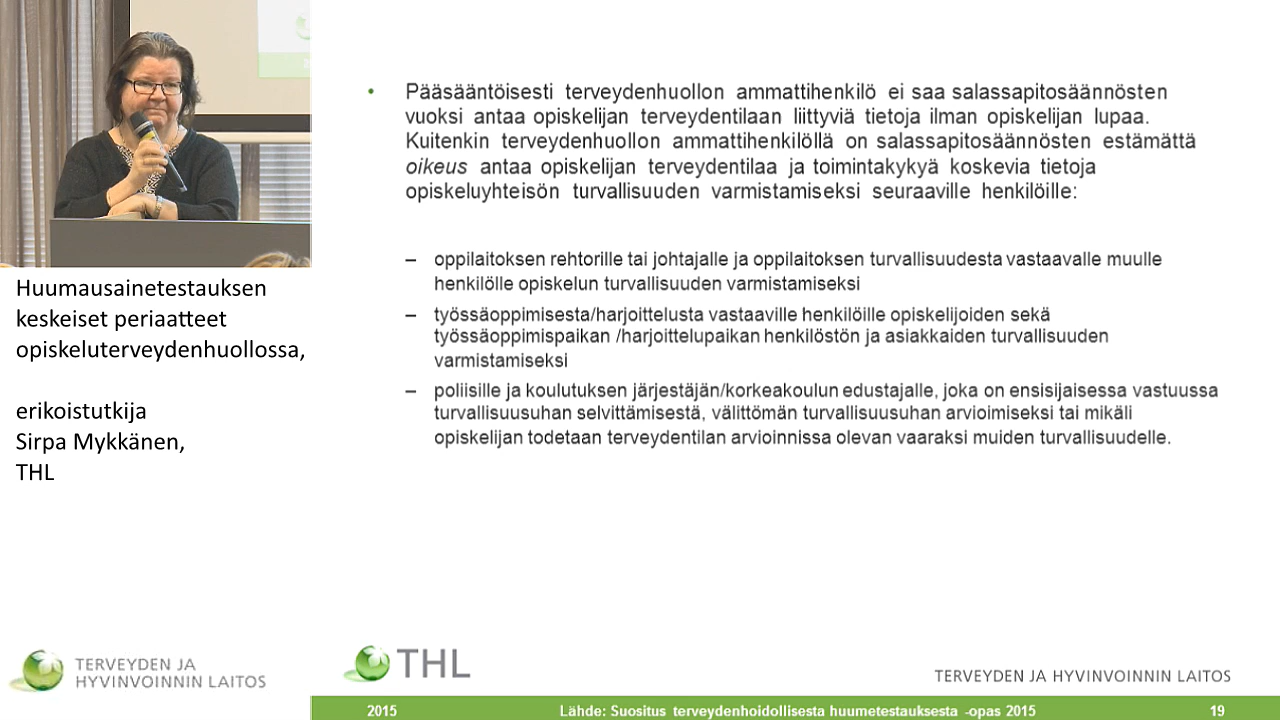 Huumausainetestauksen
keskeiset periaatteet
opiskeluterveydenhuollossa,
erikoistutkija
Sirpa Mykkänen,
THL
TERVEYDEN JA
HYVINVOINNIN LAITOS
• Pääsääntöisesti terveydenhuollon ammattihenkilö ei saa salassapitosäännösten
vuoksi antaa opiskelijan terveydentilaan liittyviä tietoja ilman opiskelijan lupaa.
Kuitenkin terveydenhuollon ammattihenkilöllä on salassapitosäännösten estämättä
oikeus antaa opiskelijan terveydentilaa ja toimintakykyä koskevia tietoja
opiskeluyhteisön turvallisuuden varmistamiseksi seuraaville henkilöille:
– oppilaitoksen rehtorille tai johtajalle ja oppilaitoksen turvallisuudesta vastaavalle muulle
henkilölle opiskelun turvallisuuden varmistamiseksi
– työssäoppimisesta/harjoittelusta vastaaville henkilöille opiskelijoiden sekä
työssäoppimispaikan /harjoittelupaikan henkilöstön ja asiakkaiden turvallisuuden
varmistamiseksi
– poliisille ja koulutuksen järjestäjän/korkeakoulun edustajalle, joka on ensisijaisessa vastuussa
turvallisuusuhan selvittämisestä, välittömän turvallisuusuhan arvioimiseksi tai mikäli
opiskelijan todetaan terveydentilan arvioinnissa olevan vaaraksi muiden turvallisuudelle.
THL
TERVEYDEN JA HYVINVOINNIN LAITOS
2015 Lähde: Suositus terveydenhoidollisesta huumetestauksesta -opas 2015 19